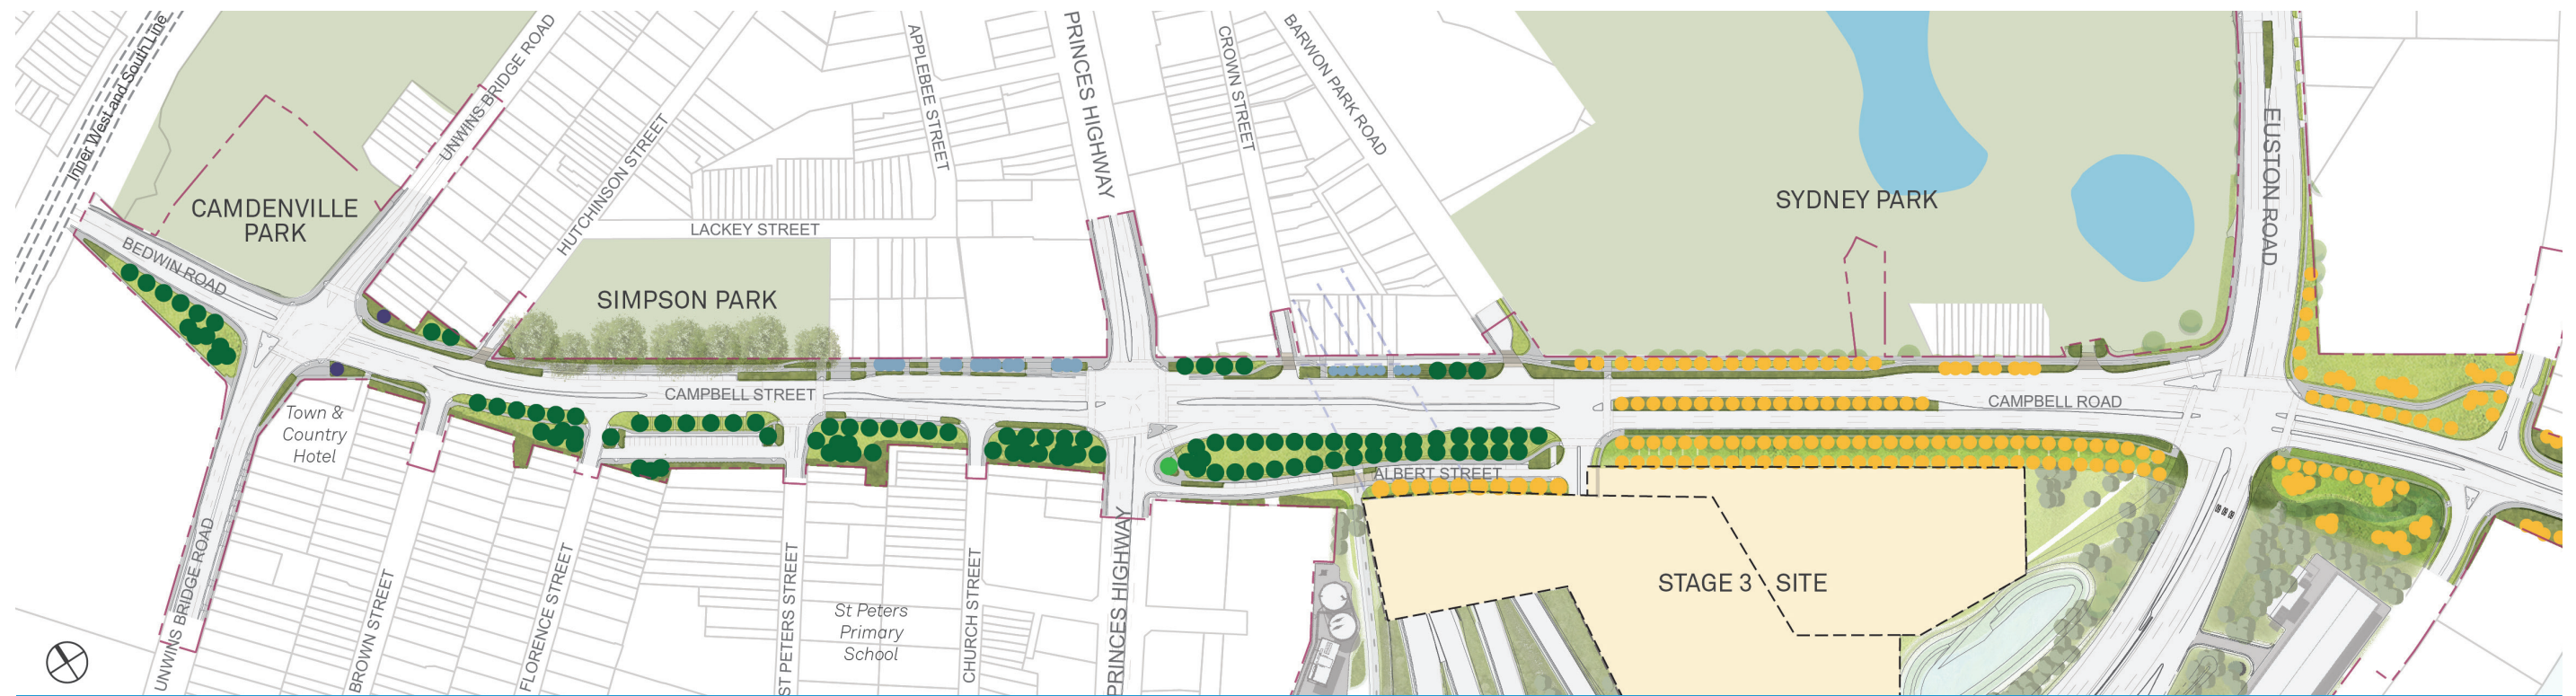 Inner West and South Line
UNWINS BRIDGE ROAD
APPLEBEE STREET
PRINCES HIGHWAY
CROWN STREET
BARWON PARK ROAD
EUSTON ROAD
HUTCHINSON STREET
CAMDENVILLE
PARK
SYDNEY PARK
LACKEY STREET
BEDWIN ROAD
SIMPSON PARK
CAMPBELL STREET
CAMPBELL ROAD
Town &
Country
Hotel
ALBERT STREET
STAGE 3 SITE
UNWINS BRIDGE ROAD
BROWN STREET
FLORENCE STREET
ST PETERS STREET
St Peters
Primary
School
CHURCH STREET
PRINCES HIGHWAY